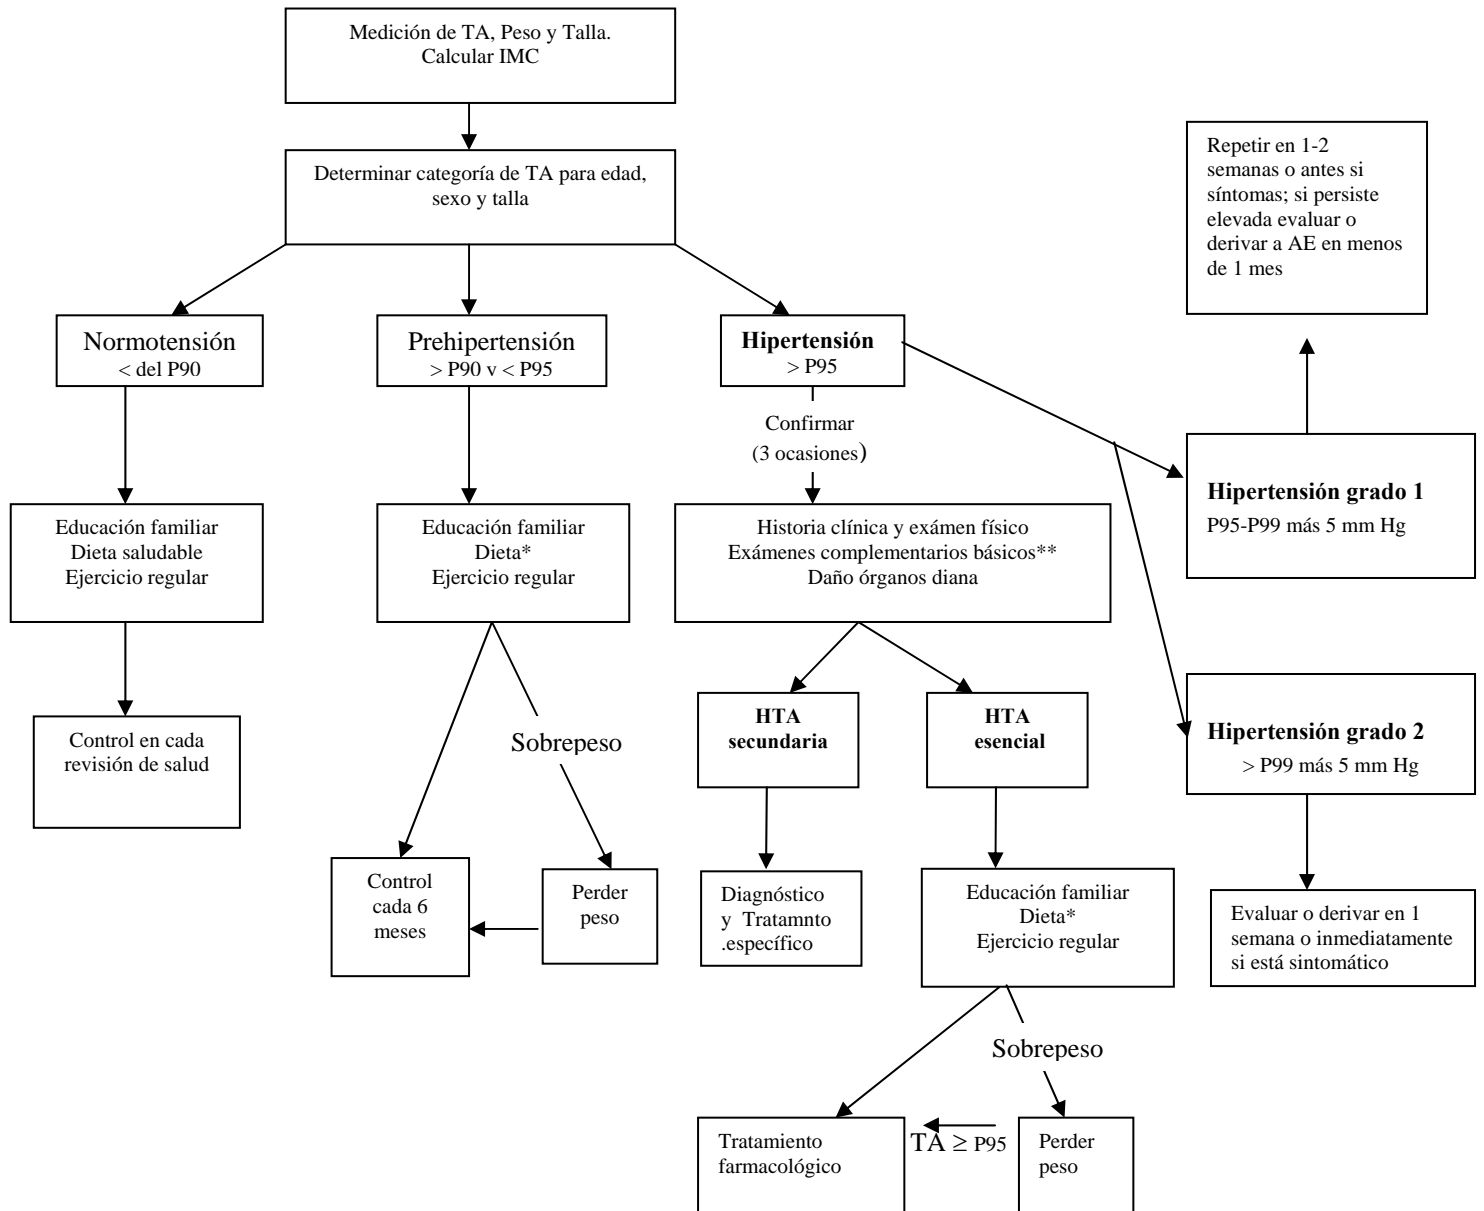 Medición de TA, Peso y Talla.
Calcular IMC
Determinar categoría de TA para edad,
sexo y talla
Repetir en 1-2
semanas o antes si
síntomas; si persiste
elevada evaluar o
derivar a AE en menos
de 1 mes
Normotensión
< del P90
Prehipertensión
> P90 v < P95
Hipertensión
> P95
Confirmar
(3 ocasiones)
Hipertensión grado 1
P95-P99 más 5 mm Hg
Educación familiar
Dieta saludable
Ejercicio regular
Educación familiar
Dieta*
Ejercicio regular
Historia clínica y exámen físico
Exámenes complementarios básicos**
Daño órganos diana
Control en cada
revisión de salud
Sobrepeso
HTA
secundaria
HTA
esencial
Hipertensión grado 2
> P99 más 5 mm Hg
Control
cada 6
meses
Perder
peso
Diagnóstico
y Tratamnto
.específico
Educación familiar
Dieta*
Ejercicio regular
Evaluar o derivar en 1
semana o inmediatamente
si está sintomático
Sobrepeso
Tratamiento
farmacológico
TA ≥ P95
Perder
peso